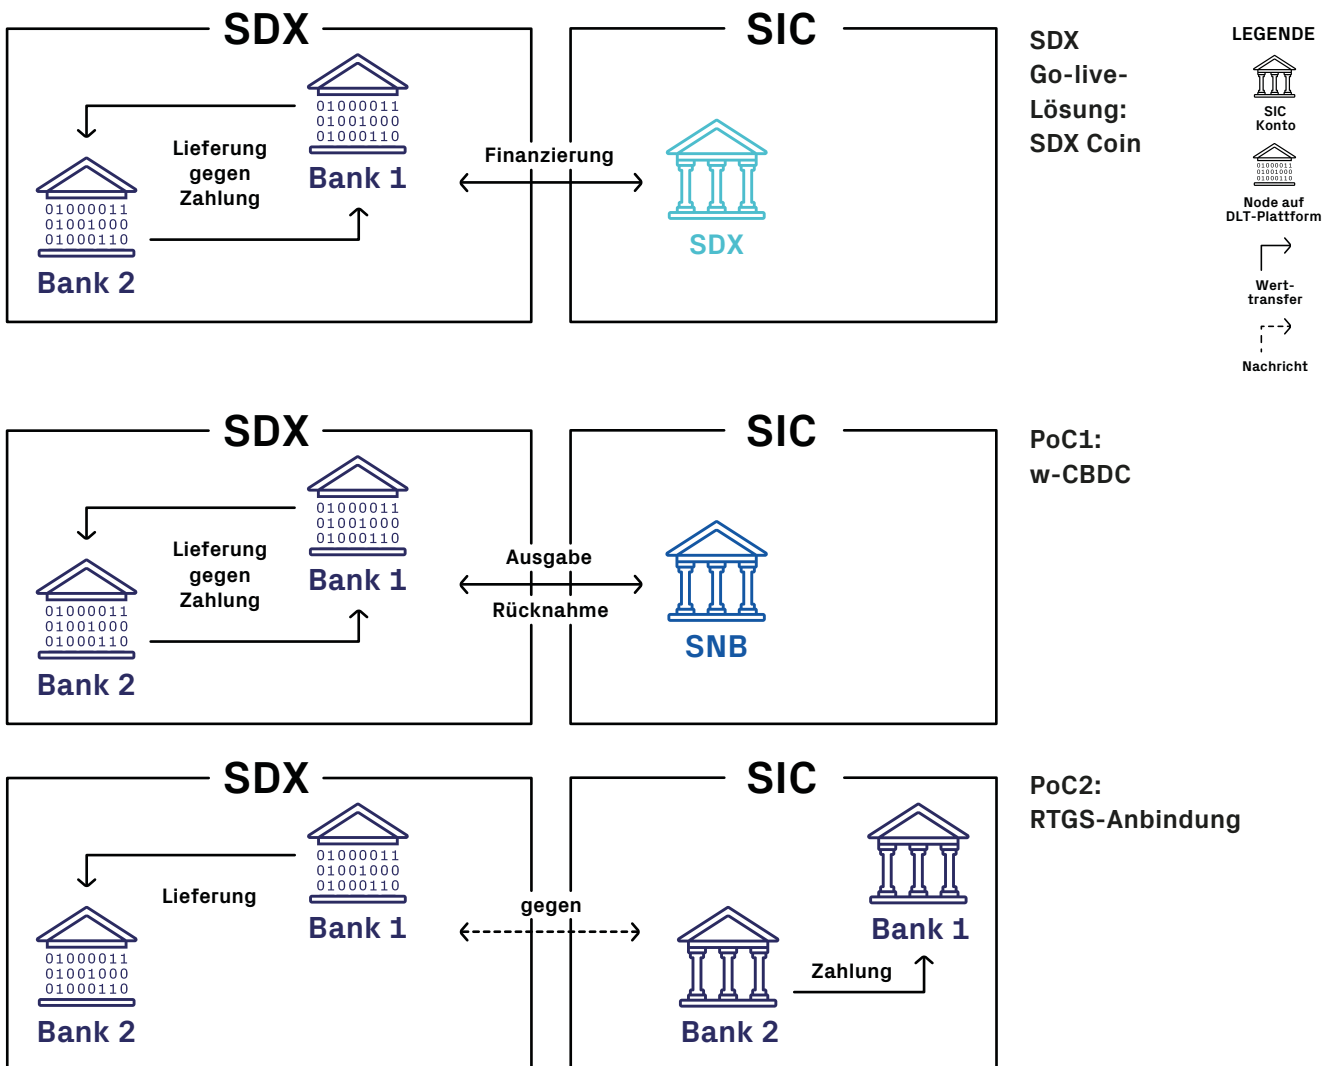 SDX
SIC
01000011
01001000
01000110
Bank 1
Lieferung
gegen
Zahlung
01000011
01001000
01000110
Bank 2
Finanzierung
SDX
SDX
Go-live-
Lösung:
SDX Coin
LEGENDE
SIC
Konto
01000011
01001000
01000110
Node auf
DLT-Plattform
Wert-
transfer
Nachricht
SDX
SIC
01000011
01001000
01000110
Bank 1
Lieferung
gegen
Zahlung
01000011
01001000
01000110
Bank 2
Ausgabe
Rücknahme
SNB
PoC1:
w-CBDC
SDX
SIC
01000011
01001000
01000110
Bank 1
Lieferung
01000011
01001000
01000110
Bank 2
gegen
Bank 1
Zahlung
Bank 2
PoC2:
RTGS-Anbindung